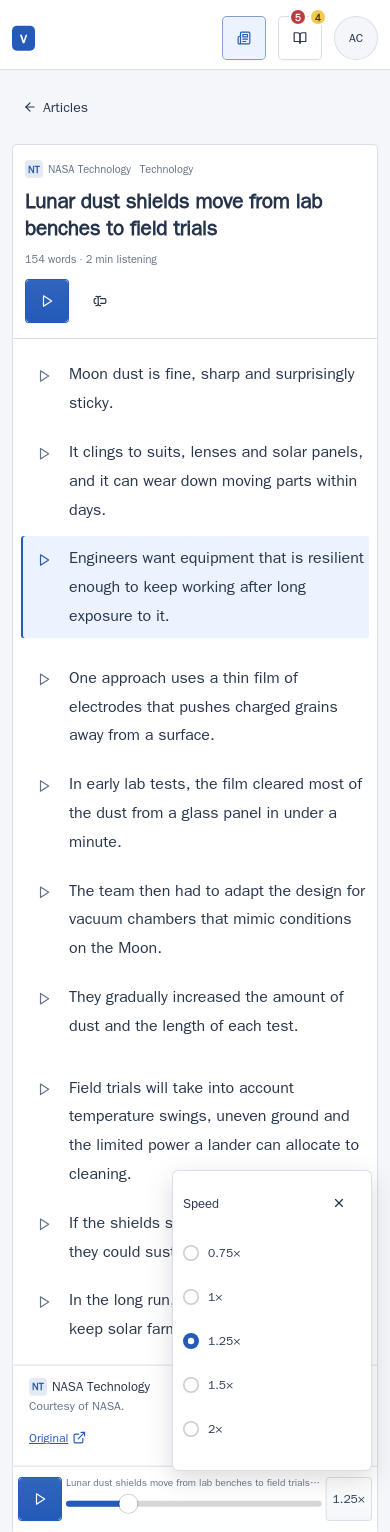 V
5
4
AC
Articles
NT NASA Technology Technology
Lunar dust shields move from lab
benches to field trials
154 words · 2 min listening
Moon dust is fine, sharp and surprisingly
sticky.
It clings to suits, lenses and solar panels,
and it can wear down moving parts within
days.
Engineers want equipment that is resilient
enough to keep working after long
exposure to it.
One approach uses a thin film of
electrodes that pushes charged grains
away from a surface.
In early lab tests, the film cleared most of
the dust from a glass panel in under a
minute.
The team then had to adapt the design for
vacuum chambers that mimic conditions
on the Moon.
They gradually increased the amount of
dust and the length of each test.
Field trials will take into account
temperature swings, uneven ground and
the limited power a lander can allocate to
cleaning.
If the shields
they could
In the long run
keep solar
Speed
0.75×
1×
1.25×
1.5×
2×
NT NASA Technology
Courtesy of NASA.
Original
Lunar dust shields move from lab benches to field trials…
1.25×